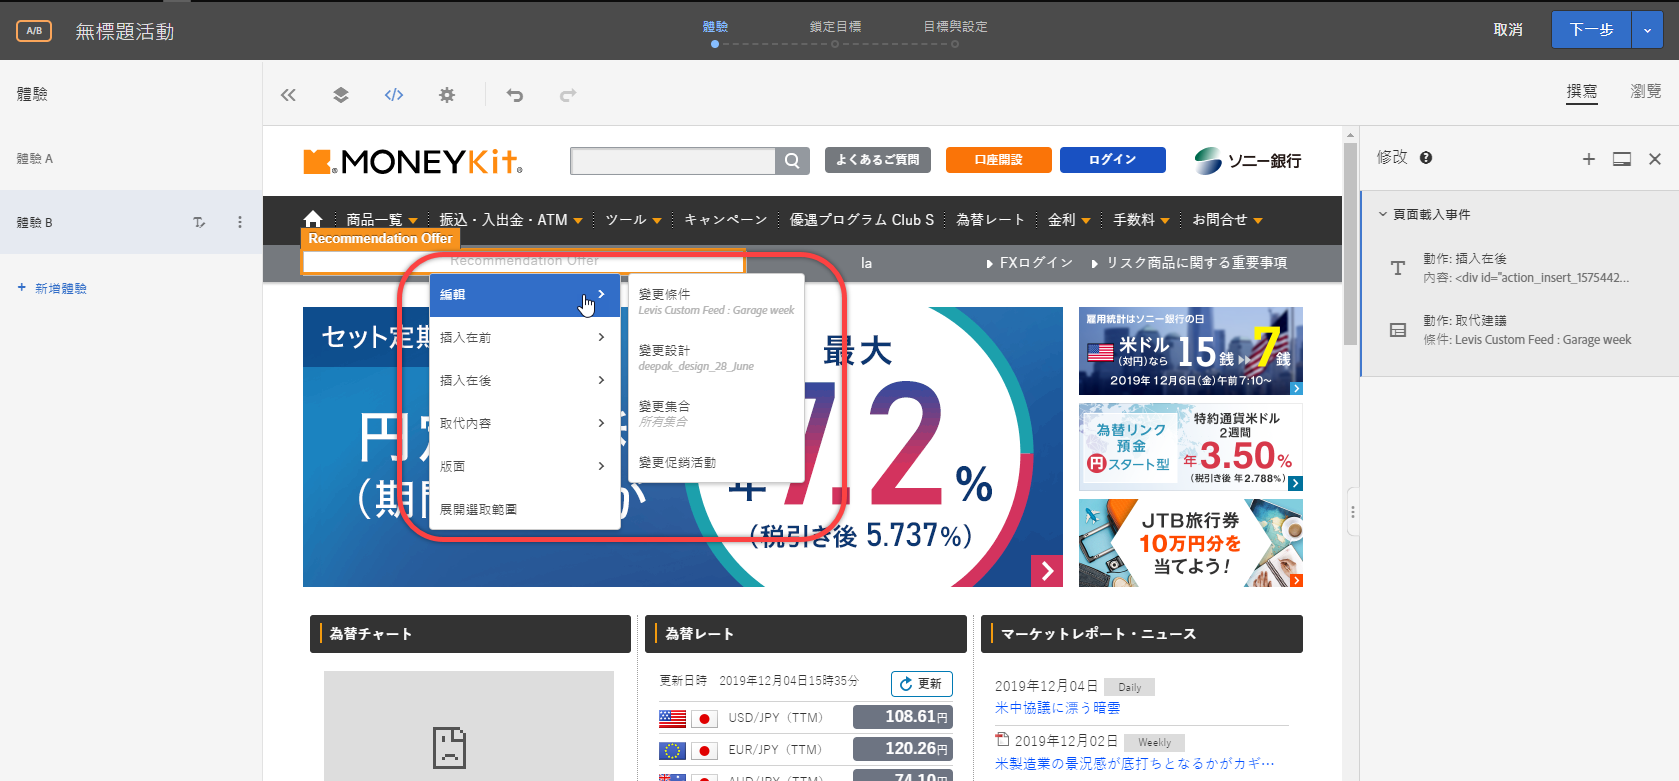 A/B
無標題活動
體驗
鎖定目標
目標與設定
取消
下一步
體驗
撰寫
瀏覽
體驗 A
體驗 B
+ 新增體驗
MONEYKit
よくあるご質問
口座開設
ログイン
ソニー銀行
商品一覧
振込・入出金・ATM
ツール
キャンペーン
優遇プログラム Club S
為替レート
金利
手数料
お問合せ
Recommendation Offer
Recommendation Offer
la
FXログイン
リスク商品に関する重要事項
編輯
插入在前
插入在後
取代內容
版面
展開選取範圍
變更條件
Levis Custom Feed : Garage week
變更設計
deepak_design_28_June
變更集合
所有集合
變更促銷活動
セット定期
最大
7.2
%
(税引き後 5.737%)
雇用統計はソニー銀行の日
米ドル
(対円)なら
15銭
7銭
2019年12月6日(金)午前7:10~
為替リンク
預金
円スタート型
特約通貨米ドル
2週間
年3.50%
(税引き後 年2.788%)
JTB旅行券
10万円分を
当てよう!
為替チャート
為替レート
更新日時 2019年12月04日15時35分
更新
USD/JPY (TTM)
108.61円
EUR/JPY (TTM)
120.26円
AUD/JPY (TTM)
74.10円
マーケットレポート・ニュース
2019年12月04日
Daily
米中協議に漂う暗雲
2019年12月02日
Weekly
米製造業の景況感が底打ちとなるかがカギ…
修改
頁面載入事件
動作: 插入在後
內容: <div id="action_insert_1575442...
動作: 取代建議
條件: Levis Custom Feed : Garage week